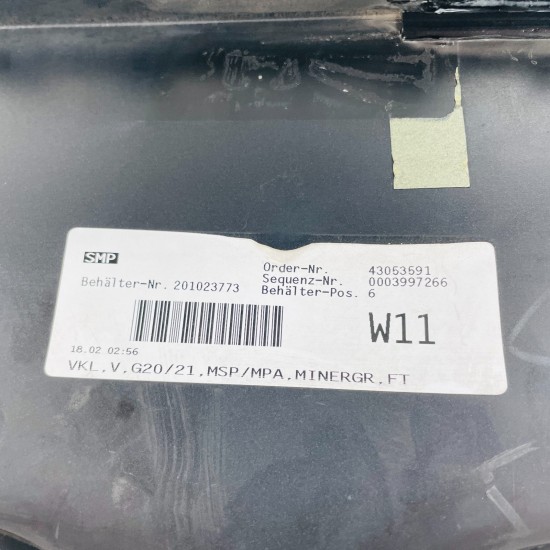 SMP
Order-Nr. 43053591
Behälter-Nr. 201023773 Sequenz-Nr. 0003997266
Behälter-Pos. 6
W11
18.02 02:56
VKL,V,G20/21,MSP/MPA,MINERGR,FT